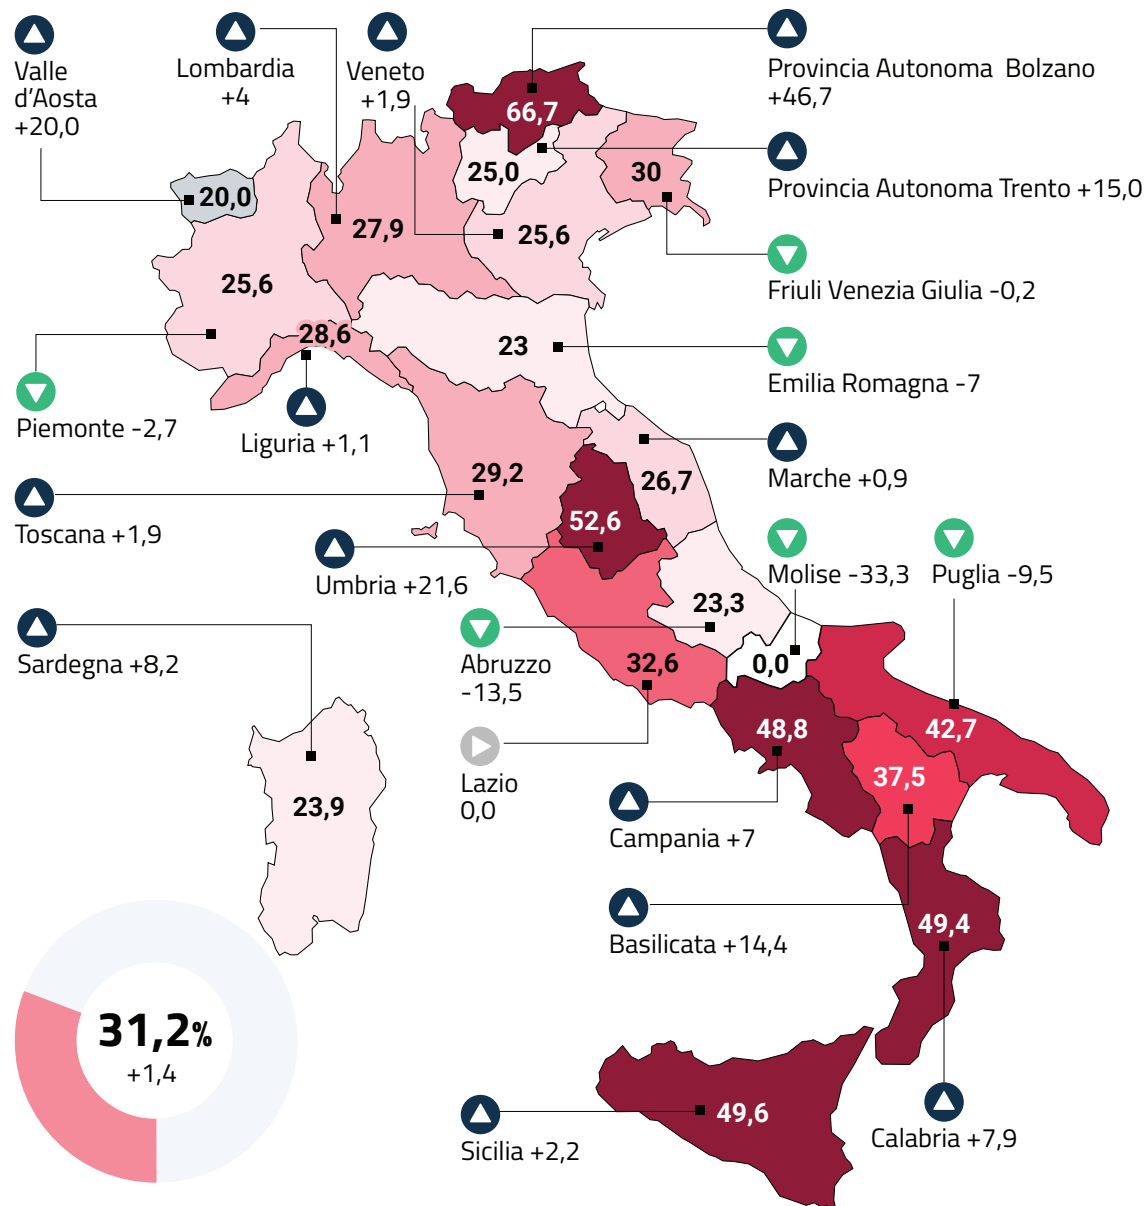 Valle
d'Aosta
+20,0
Lombardia
+4
Veneto
+1,9
Provincia Autonoma Bolzano
+46,7
Provincia Autonoma Trento +15,0
Friuli Venezia Giulia -0,2
Emilia Romagna -7
Marche +0,9
Molise -33,3
Puglia -9,5
Piemonte -2,7
Liguria +1,1
Toscana +1,9
Umbria +21,6
Sardegna +8,2
Abruzzo
-13,5
Lazio
0,0
Campania +7
Basilicata +14,4
Calabria +7,9
Sicilia +2,2
66,7
25,0
30
20,0
27,9
25,6
25,6
28,6
23
29,2
26,7
52,6
23,3
32,6
0,0
48,8
42,7
37,5
23,9
49,4
49,6
31,2%
+1,4